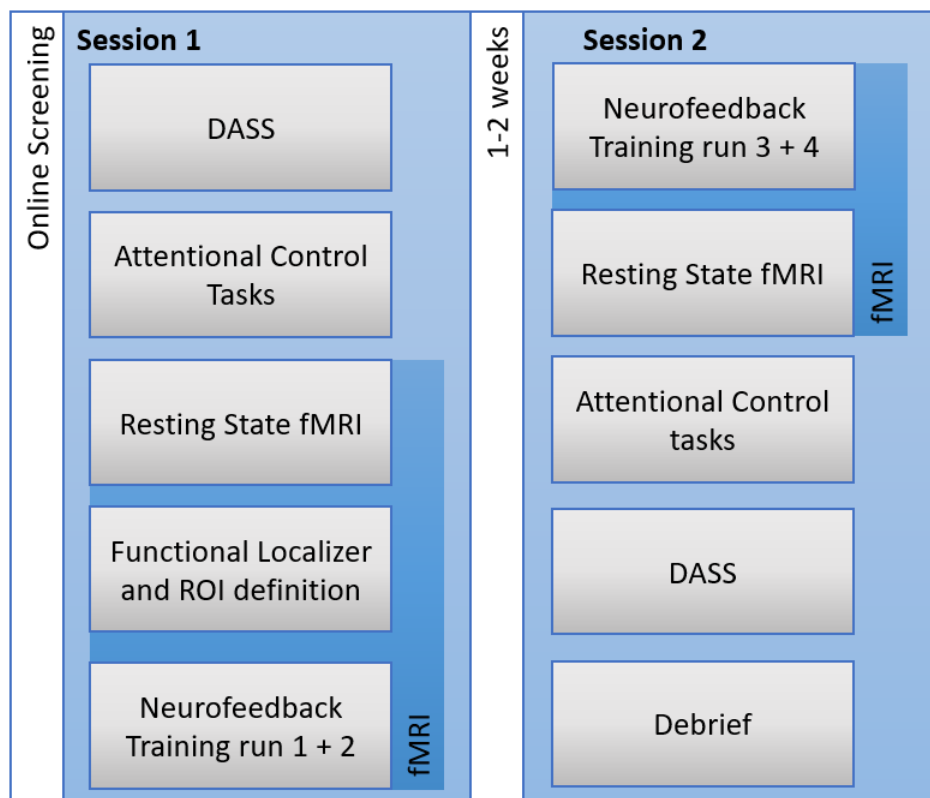 Online Screening
Session 1
DASS
Attentional Control
Tasks
Resting State fMRI
Functional Localizer
and ROI definition
Neurofeedback
Training run 1 + 2
fMRI
1-2 weeks
Session 2
Neurofeedback
Training run 3 + 4
Resting State fMRI
fMRI
Attentional Control
tasks
DASS
Debrief